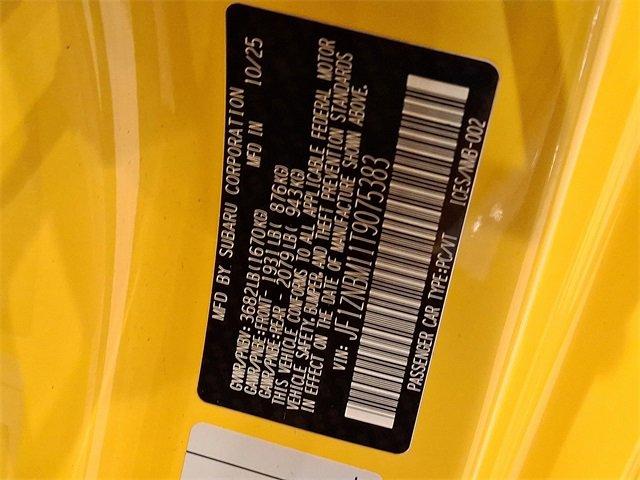 MFD BY SUBARU CORPORATION
MFD IN 10/25
GVWR/PNBV: 3682LB(1670KG)
GAWR/PNBE:FRONT- 1931LB( 876KG)
GAWR/PNBE:REAR - 2079LB( 943KG)
THIS VEHICLE CONFORMS TO ALL APPLICABLE FEDERAL MOTOR
VEHICLE SAFETY,BUMPER, AND THEFT PREVENTION STANDARDS
IN EFFECT ON THE DATE OF MANUFACTURE SHOWN ABOVE.
VIN: JF1ZNBM11T9075383
PASSENGER CAR TYPE:PC/VT ICES/NMB-002